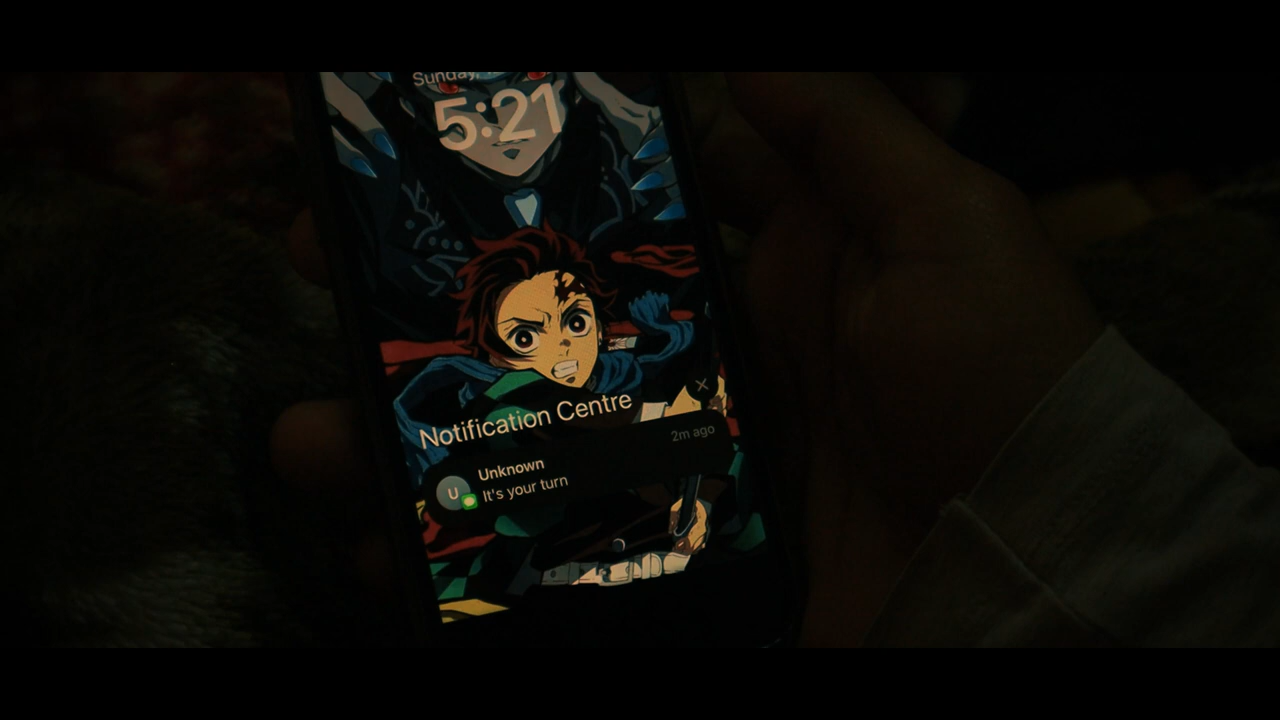 Sunday,
5:21
Notification Centre
2m ago
Unknown
U
It's your turn